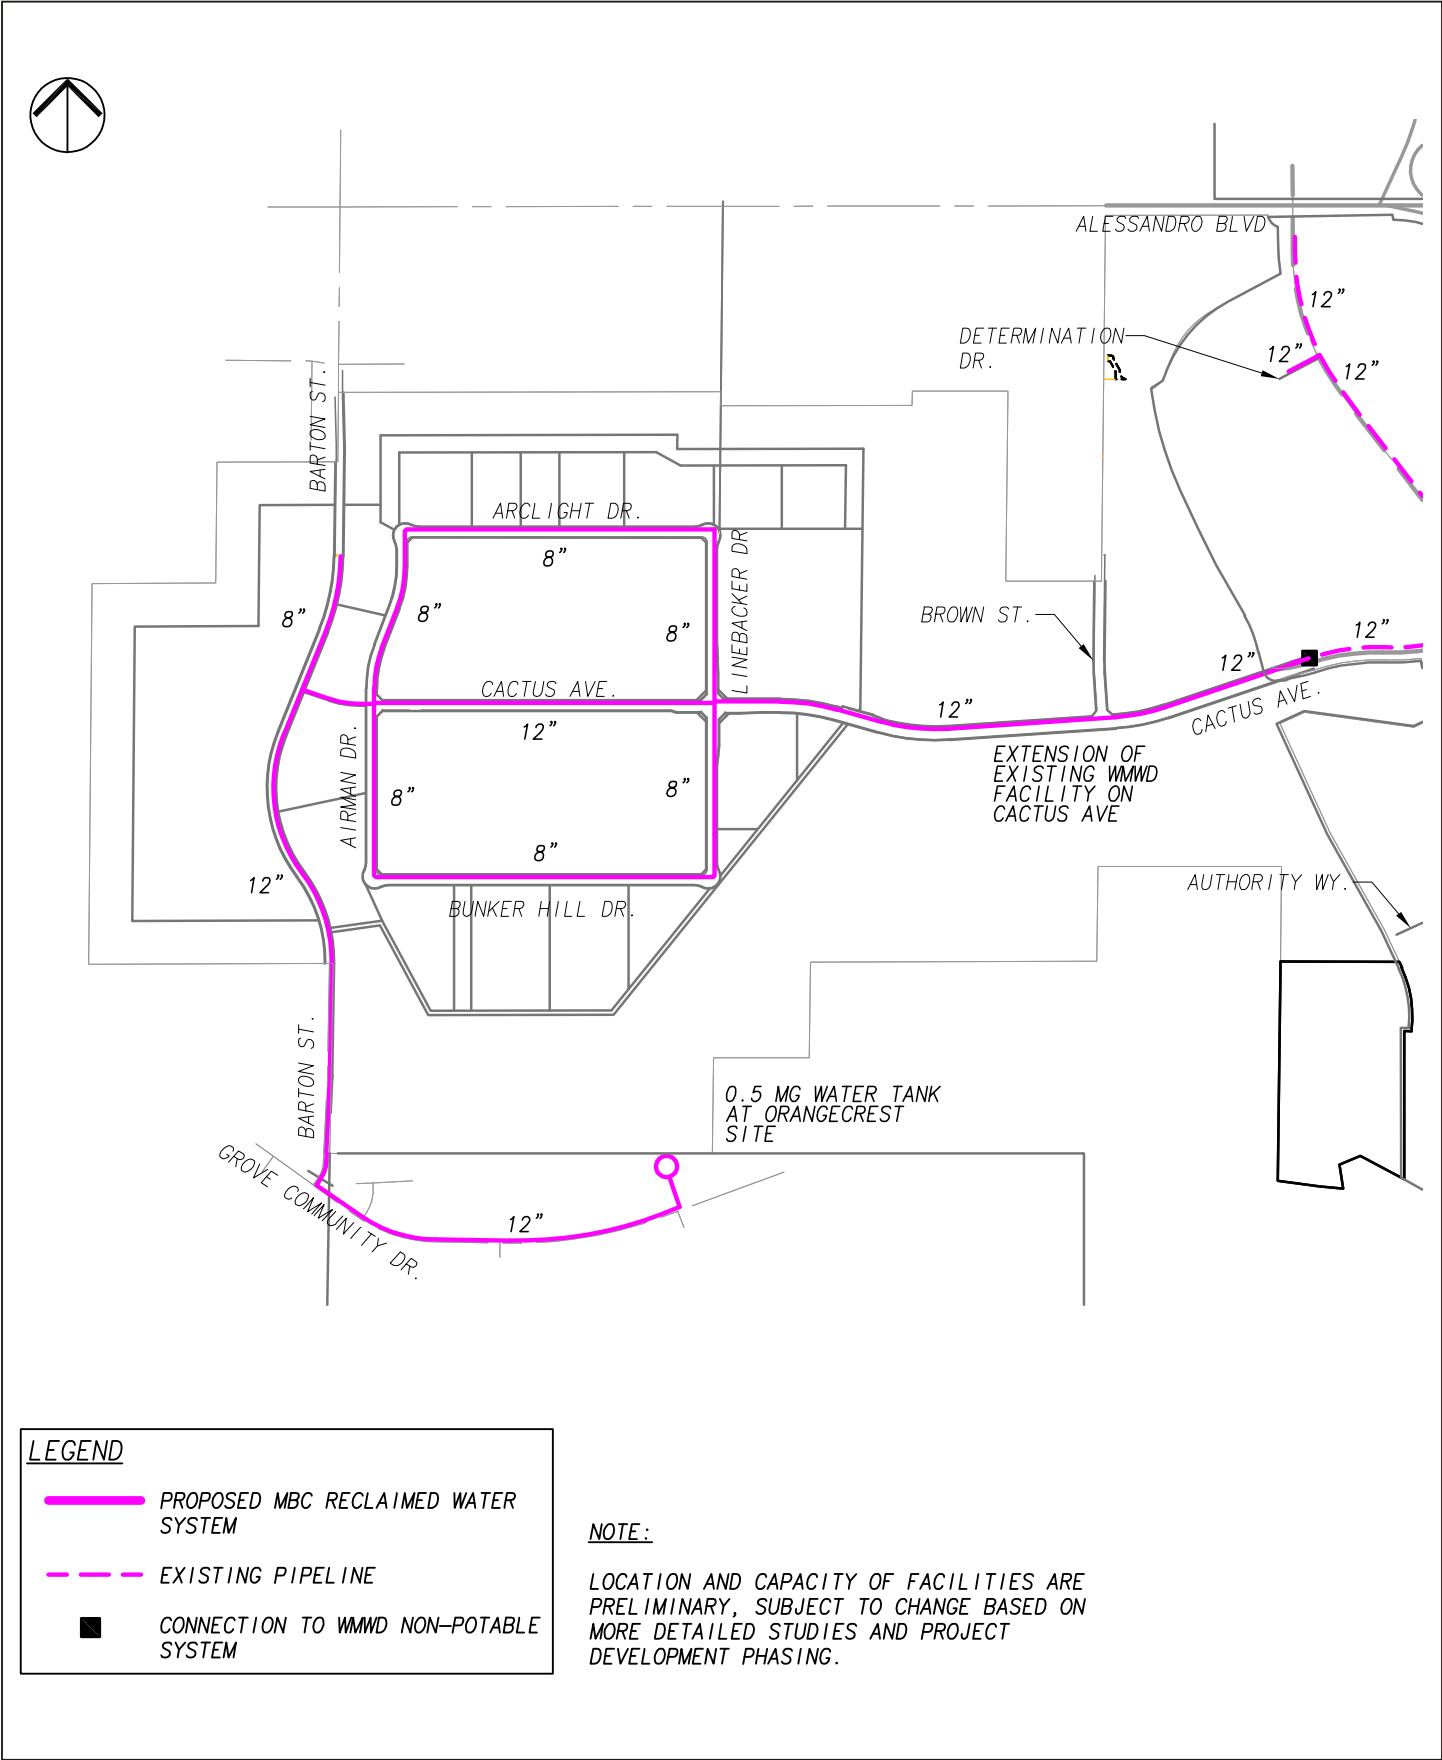 ALESSANDRO BLVD
12”
DETERMINATION
DR.
12”
12”
BARTON ST.
ARCLIGHT DR.
8”
LINEBACKER DR
8”
8”
8”
BROWN ST.
12”
12”
CACTUS AVE.
12”
12”
CACTUS AVE.
AIRMAN DR.
8”
8”
EXTENSION OF
EXISTING WMWD
FACILITY ON
CACTUS AVE
8”
12”
BUNKER HILL DR.
AUTHORITY WY.
BARTON ST.
0.5 MG WATER TANK
AT ORANGECREST
SITE
GROVE COMMUNITY DR.
12”
LEGEND
PROPOSED MBC RECLAIMED WATER
SYSTEM
EXISTING PIPELINE
CONNECTION TO WMWD NON-POTABLE
SYSTEM
NOTE:
LOCATION AND CAPACITY OF FACILITIES ARE
PRELIMINARY, SUBJECT TO CHANGE BASED ON
MORE DETAILED STUDIES AND PROJECT
DEVELOPMENT PHASING.